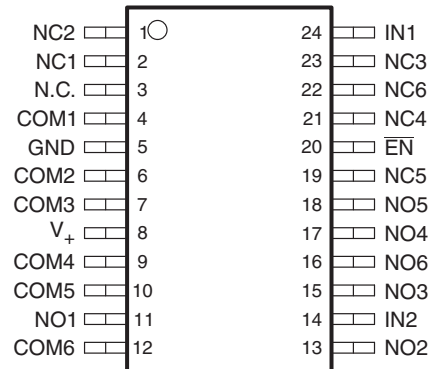 NC2 1 24 IN1
NC1 2 23 NC3
N.C. 3 22 NC6
COM1 4 21 NC4
GND 5 20 EN
COM2 6 19 NC5
COM3 7 18 NO5
V+ 8 17 NO4
COM4 9 16 NO6
COM5 10 15 NO3
NO1 11 14 IN2
COM6 12 13 NO2